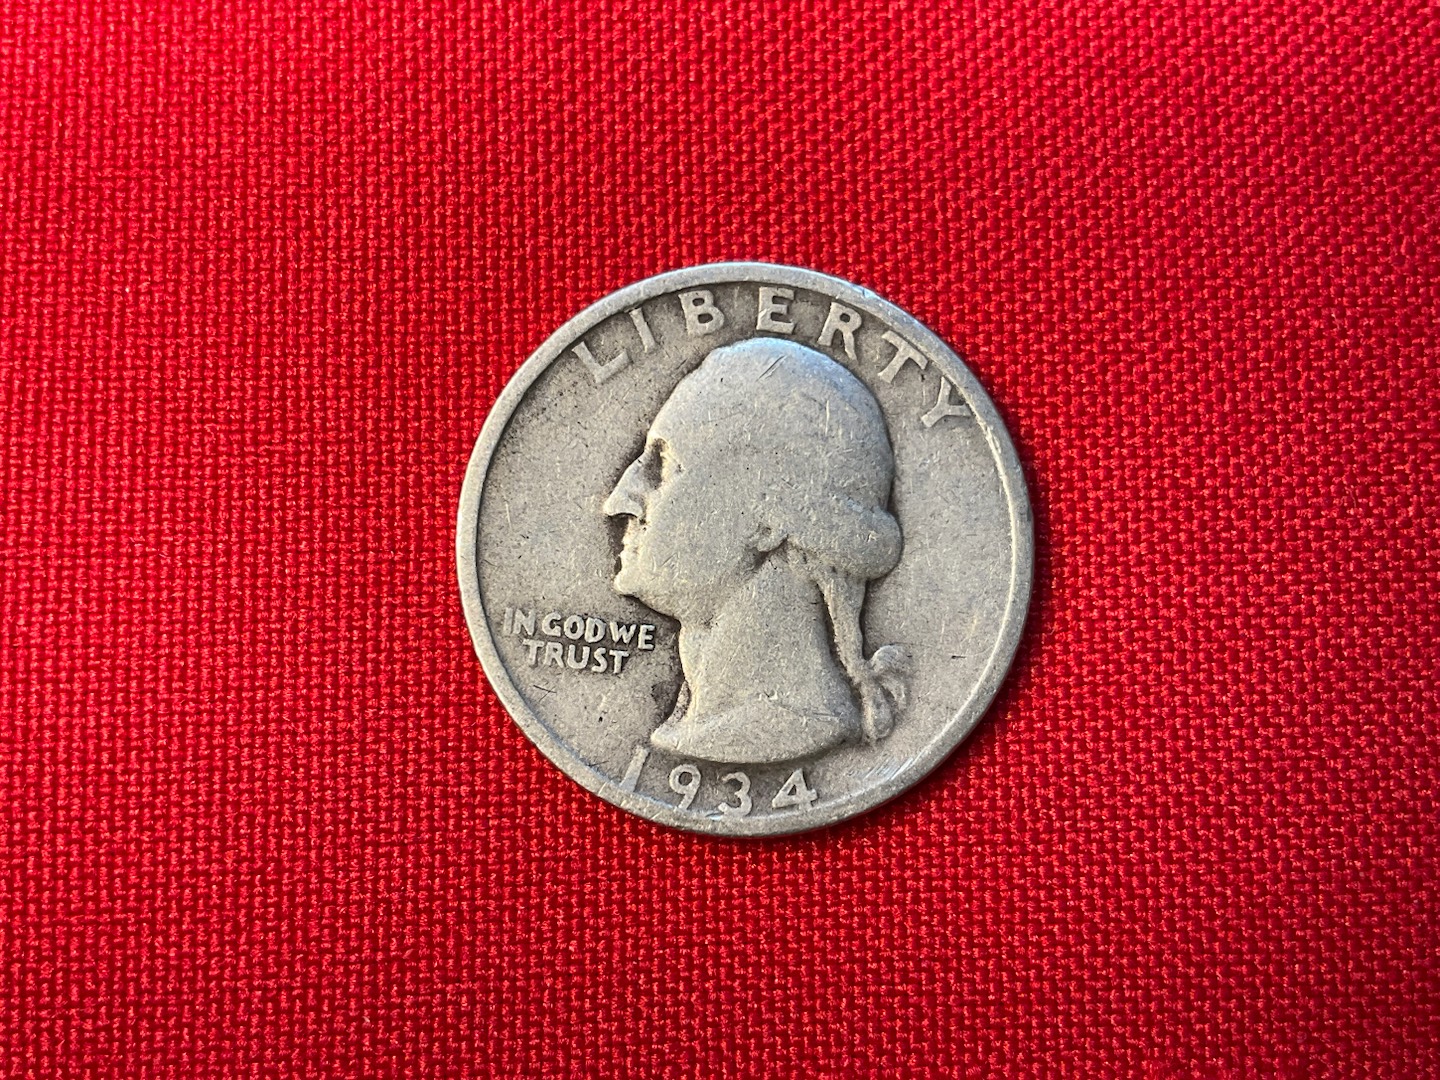 LIBERTY
IN GOD WE
TRUST
1934